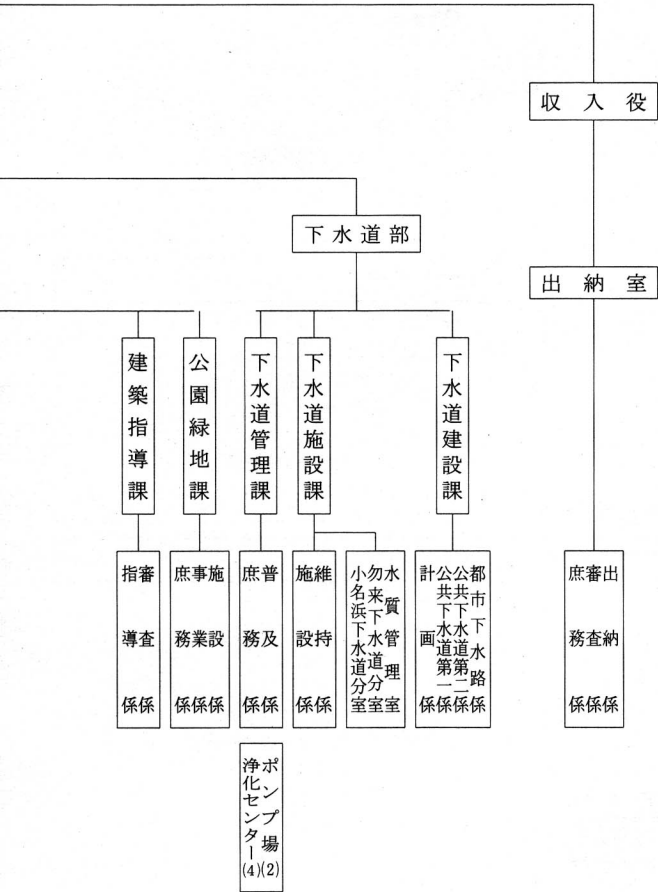 収入役
出納室
下水道部
建築指導課
公園緑地課
下水道管理課
下水道施設課
下水道建設課
審査係
指導係
施設係
事業係
庶務係
普及係
庶務係
維持係
施設係
水質管理室
勿来下水道分室
小名浜下水道分室
都市下水路係
公共下水道第二係
公共下水道第一係
計画係
出納係
審査係
庶務係
ポンプ場(2)
浄化センター(4)